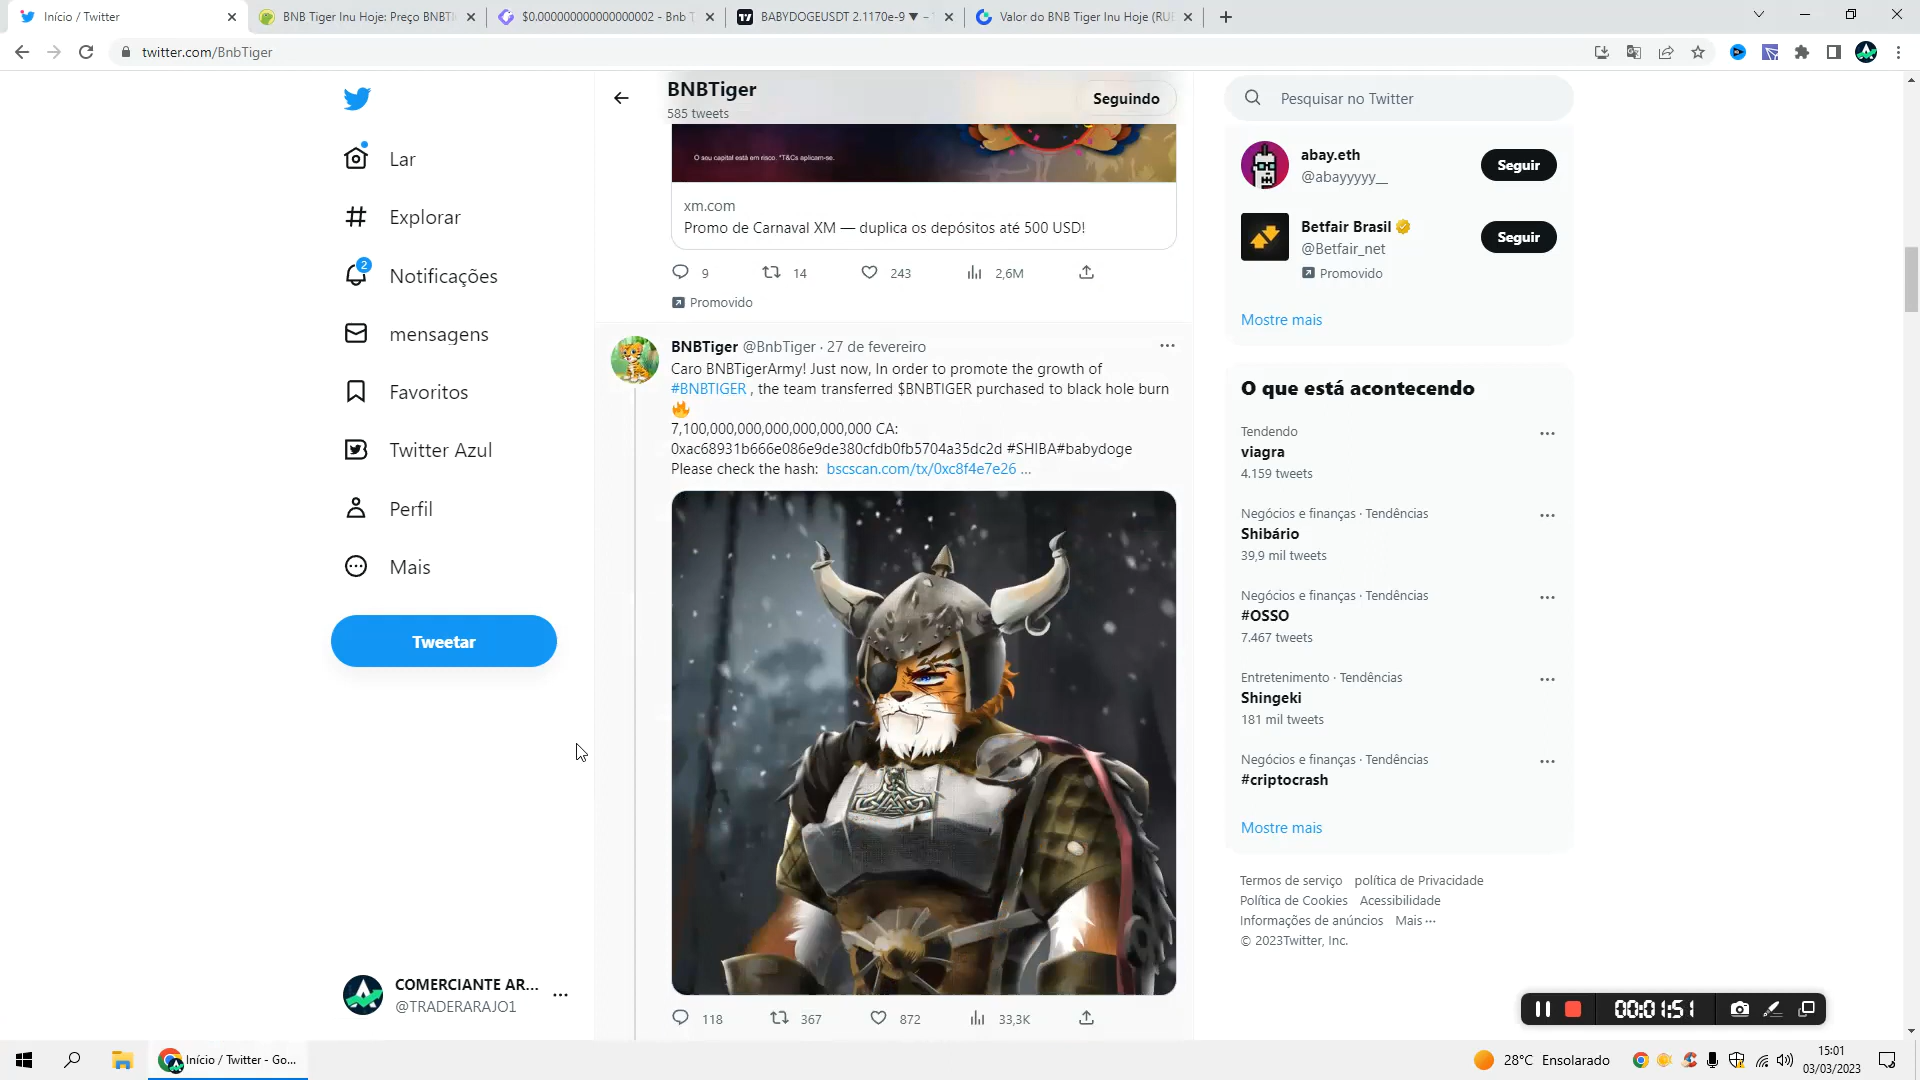 Início / Twitter
BNB Tiger Inu Hoje: Preço BNBTI
$0.000000000000000002 - Bnb T
BABYDOGEUSDT 2.1170e-9 ▼ −
Valor do BNB Tiger Inu Hoje (RUE
twitter.com/BnbTiger
Lar
Explorar
2
Notificações
mensagens
Favoritos
Twitter Azul
Perfil
Mais
Tweetar
COMERCIANTE AR...
@TRADERARAJO1
BNBTiger
585 tweets
Seguindo
O seu capital está em risco. *T&Cs aplicam-se.
xm.com
Promo de Carnaval XM — duplica os depósitos até 500 USD!
9 14 243 2,6M
Promovido
BNBTiger @BnbTiger · 27 de fevereiro
Caro BNBTigerArmy! Just now, In order to promote the growth of
#BNBTIGER , the team transferred $BNBTIGER purchased to black hole burn
🔥
7,100,000,000,000,000,000,000 CA:
0xac68931b666e086e9de380cfdb0fb5704a35dc2d #SHIBA#babydoge
Please check the hash: bscscan.com/tx/0xc8f4e7e26 ...
118 367 872 33,3K
Pesquisar no Twitter
abay.eth
@abayyyyy__
Seguir
Betfair Brasil
@Betfair_net
Seguir
Promovido
Mostre mais
O que está acontecendo
Tendendo
viagra
4.159 tweets
Negócios e finanças · Tendências
Shibário
39,9 mil tweets
Negócios e finanças · Tendências
#OSSO
7.467 tweets
Entretenimento · Tendências
Shingeki
181 mil tweets
Negócios e finanças · Tendências
#criptocrash
Mostre mais
Termos de serviço política de Privacidade
Política de Cookies Acessibilidade
Informações de anúncios Mais ···
© 2023Twitter, Inc.
00:01:51
Início / Twitter - Go...
28°C Ensolarado
15:01
03/03/2023